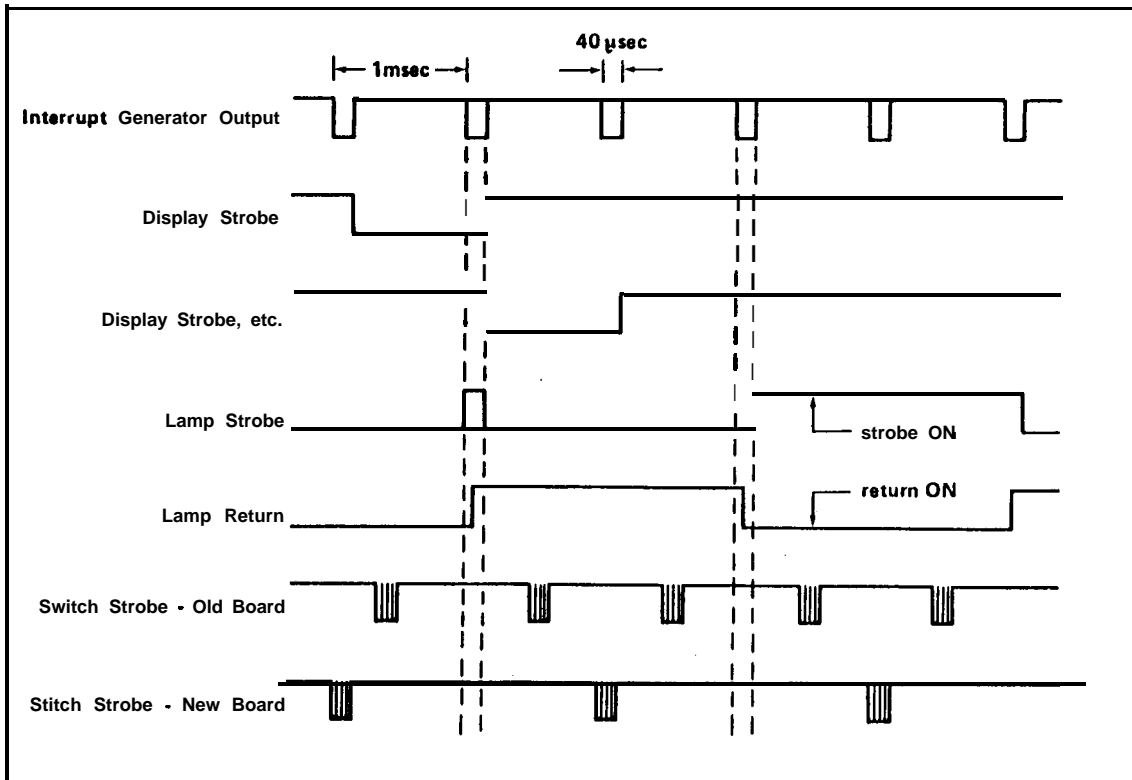 40 µsec
1msec
Interrupt Generator Output
Display Strobe
Display Strobe, etc.
Lamp Strobe
strobe ON
return ON
Lamp Return
Switch Strobe - Old Board
Stitch Strobe - New Board